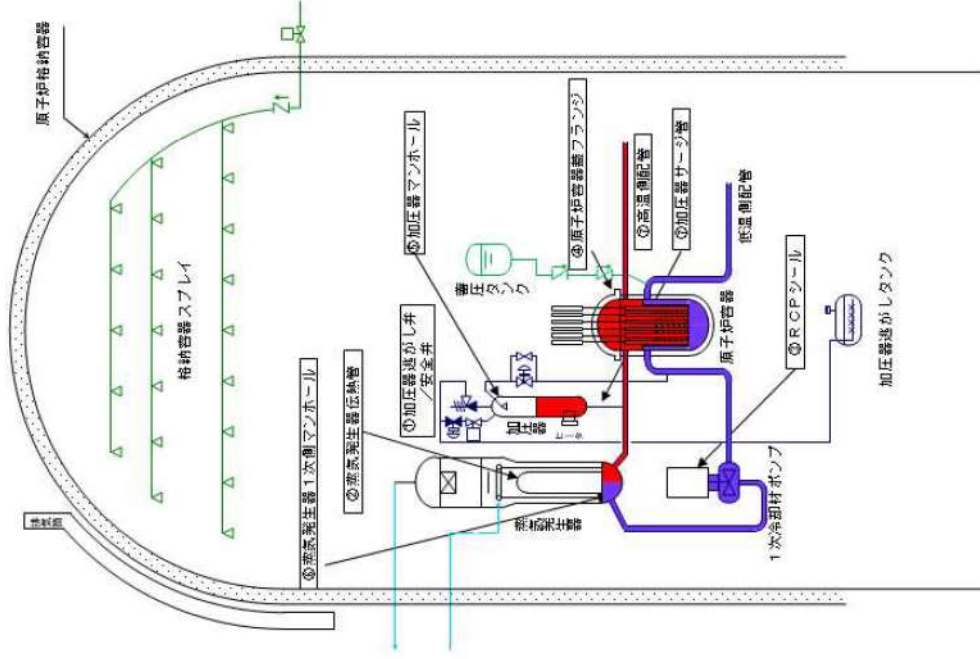 原子炉格納容器
格納容器スプレイ
排気筒
⑤加圧器マンホール
①加圧器逃がし弁
/安全弁
②蒸気発生器伝熱管
⑥蒸気発生器1次側マンホール
蓄圧タンク
④原子炉容器蓋フランジ
⑦高温側配管
⑦加圧器サージ管
低温側配管
③RCPシール
原子炉容器
加圧器
ヒータ
蒸気発生器
1次冷却材ポンプ
加圧器逃がしタンク